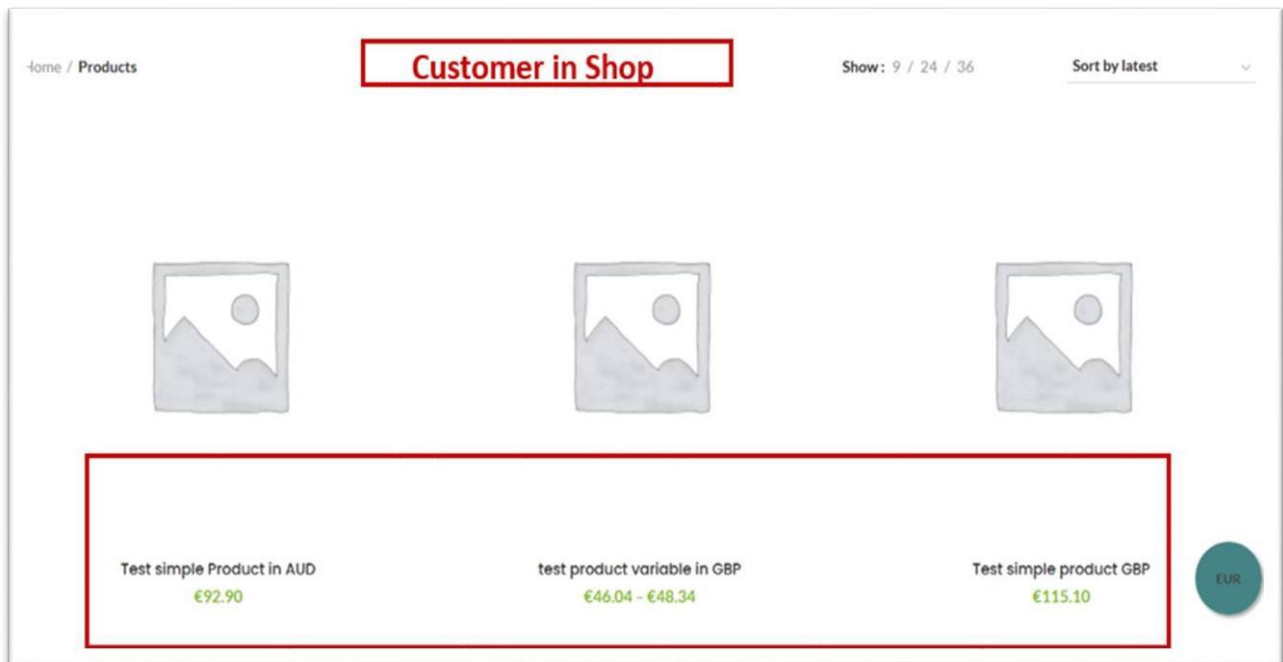 Home / Products
Customer in Shop
Show: 9 / 24 / 36
Sort by latest
Test simple Product in AUD
€92.90
test product variable in GBP
€46.04 – €48.34
Test simple product GBP
€115.10
EUR